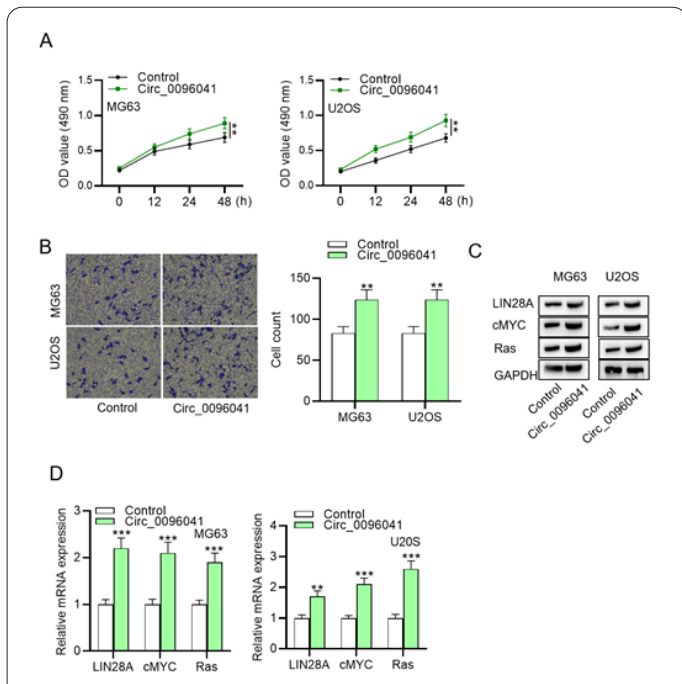 A
Control
Circ_0096041
MG63
OD value (490 nm)
1.5
1.0
0.5
0.0
0 12 24 48 (h)
**
Control
Circ_0096041
U2OS
OD value (490 nm)
1.5
1.0
0.5
0.0
0 12 24 48 (h)
**
B
MG63
U2OS
Control Circ_0096041
Control
Circ_0096041
Cell count
150
100
50
0
** **
MG63 U2OS
C
MG63 U2OS
LIN28A
cMYC
Ras
GAPDH
Control
Circ_0096041
Control
Circ_0096041
D
Control
Circ_0096041
MG63
Relative mRNA expression
3
2
1
0
*** *** ***
LIN28A cMYC Ras
Control
Circ_0096041
U20S
Relative mRNA expression
4
3
2
1
0
** *** ***
LIN28A cMYC Ras